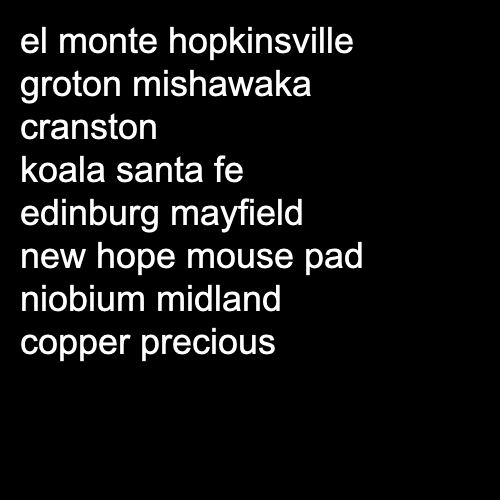 el monte hopkinsville
groton mishawaka
cranston
koala santa fe
edinburg mayfield
new hope mouse pad
niobium midland
copper precious